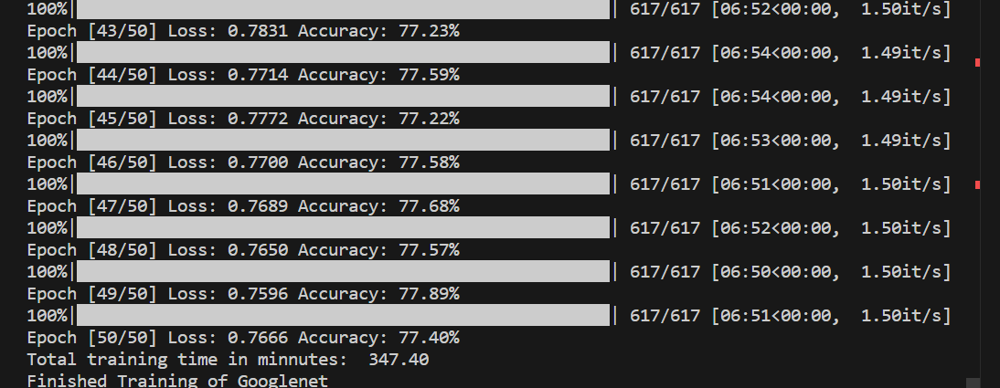 100%| | 617/617 [06:52<00:00,  1.50it/s]
Epoch [43/50] Loss: 0.7831 Accuracy: 77.23%
100%| | 617/617 [06:54<00:00,  1.49it/s]
Epoch [44/50] Loss: 0.7714 Accuracy: 77.59%
100%| | 617/617 [06:54<00:00,  1.49it/s]
Epoch [45/50] Loss: 0.7772 Accuracy: 77.22%
100%| | 617/617 [06:53<00:00,  1.49it/s]
Epoch [46/50] Loss: 0.7700 Accuracy: 77.58%
100%| | 617/617 [06:51<00:00,  1.50it/s]
Epoch [47/50] Loss: 0.7689 Accuracy: 77.68%
100%| | 617/617 [06:52<00:00,  1.50it/s]
Epoch [48/50] Loss: 0.7650 Accuracy: 77.57%
100%| | 617/617 [06:50<00:00,  1.50it/s]
Epoch [49/50] Loss: 0.7596 Accuracy: 77.89%
100%| | 617/617 [06:51<00:00,  1.50it/s]
Epoch [50/50] Loss: 0.7666 Accuracy: 77.40%
Total training time in minnutes:  347.40
Finished Training of Googlenet